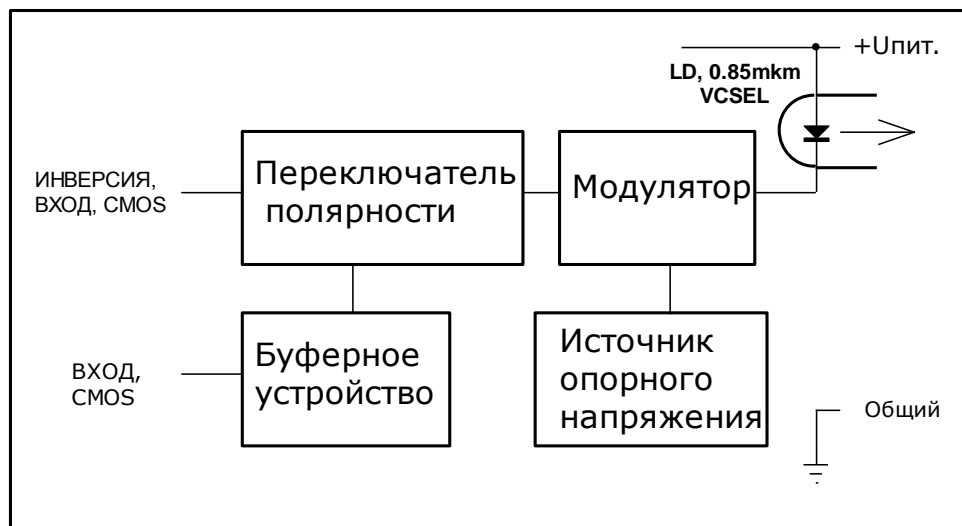 +Uпит.
LD, 0.85mkm
VCSEL
ИНВЕРСИЯ,
ВХОД, CMOS
Переключатель
полярности
Модулятор
ВХОД,
CMOS
Буферное
устройство
Источник
опорного
напряжения
Общий